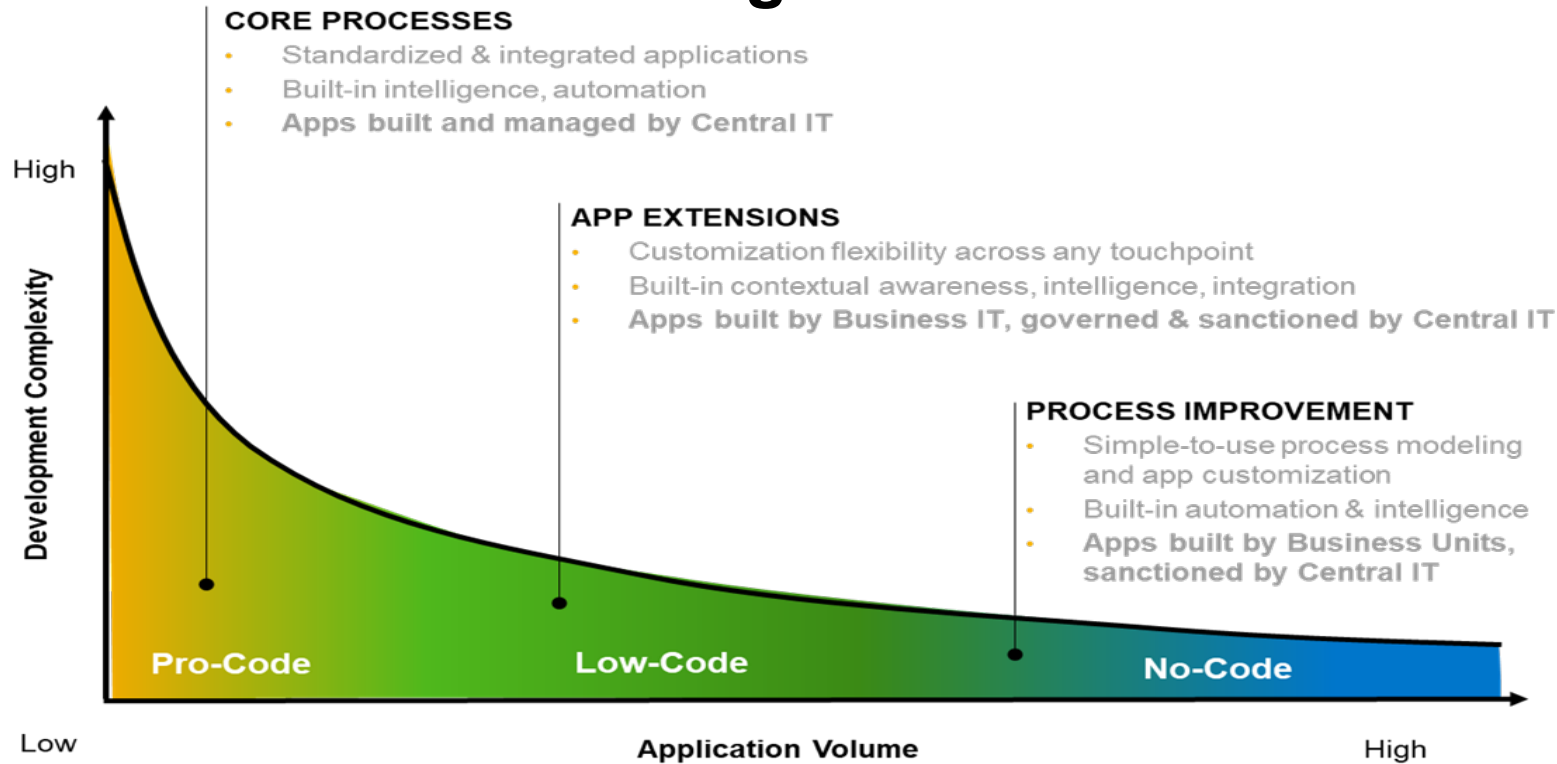 CORE PROCESSES
• Standardized & integrated applications
• Built-in intelligence, automation
• Apps built and managed by Central IT
High
APP EXTENSIONS
• Customization flexibility across any touchpoint
• Built-in contextual awareness, intelligence, integration
• Apps built by Business IT, governed & sanctioned by Central IT
Development Complexity
PROCESS IMPROVEMENT
• Simple-to-use process modeling
and app customization
• Built-in automation & intelligence
• Apps built by Business Units,
sanctioned by Central IT
Pro-Code
Low-Code
No-Code
Low
Application Volume
High